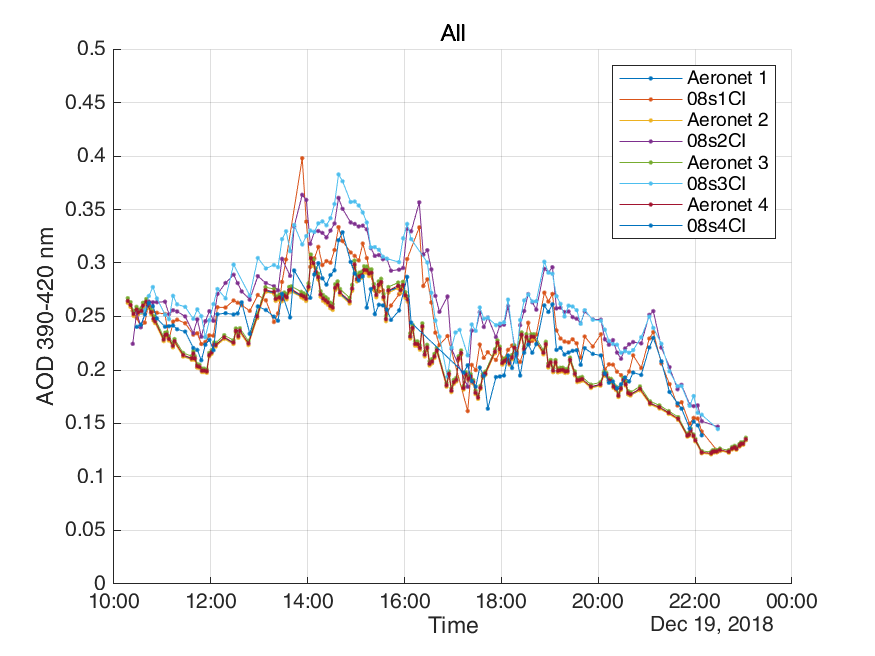 All
0.5
0.45
0.4
0.35
0.3
0.25
0.2
0.15
0.1
0.05
0
AOD 390-420 nm
Aeronet 1
08s1CI
Aeronet 2
08s2CI
Aeronet 3
08s3CI
Aeronet 4
08s4CI
10:00 12:00 14:00 16:00 18:00 20:00 22:00 00:00
Time
Dec 19, 2018